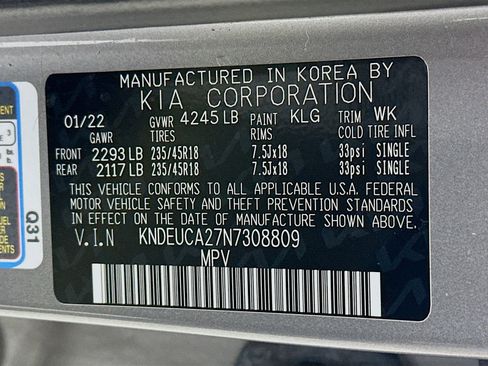 MANUFACTURED IN KOREA BY
KIA CORPORATION
01/22 GVWR 4245 LB PAINT KLG TRIM WK
GAWR TIRES RIMS COLD TIRE INFL
FRONT 2293 LB 235/45R18 7.5Jx18 33psi SINGLE
REAR 2117 LB 235/45R18 7.5Jx18 33psi SINGLE
THIS VEHICLE CONFORMS TO ALL APPLICABLE U.S.A. FEDERAL
MOTOR VEHICLE SAFETY AND THEFT PREVENTION STANDARDS
IN EFFECT ON THE DATE OF MANUFACTURE SHOWN ABOVE.
V.I.N KNDEUCA27N7308809
MPV
Q31
3